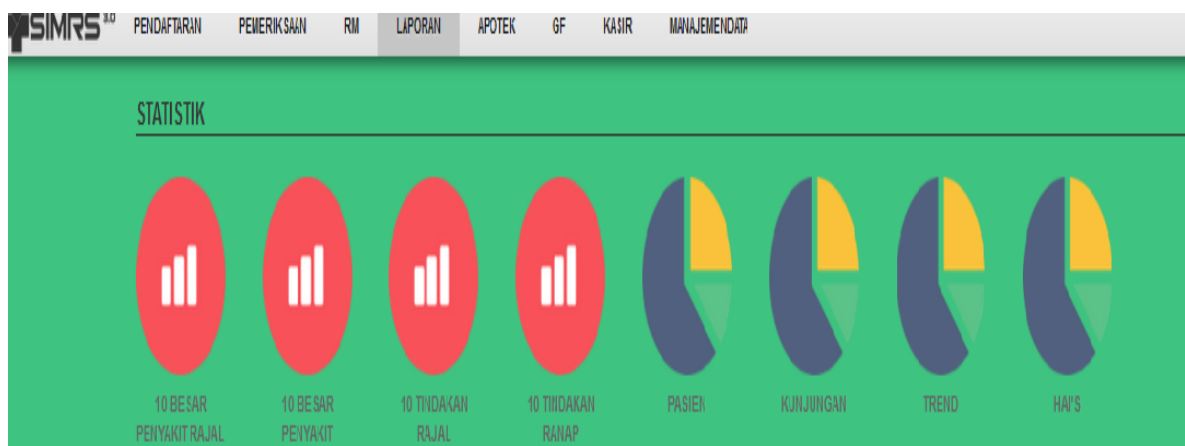 SIMRS 3.0
PENDAFTARAN PEMERIKSAAN RM LAPORAN APOTEK GF KASIR MANAJEMENDATA
STATISTIK
10 BESAR 10 BESAR 10 TINDAKAN 10 TINDAKAN PASIEN KUNJUNGAN TREND HAI'S
PENYAKIT RAJAL PENYAKIT RAJAL RANAP